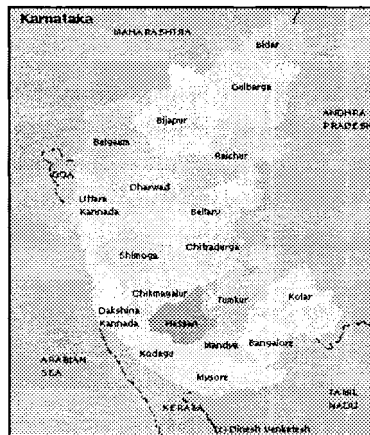 Karnataka
MAHARASHTRA
Bidar
Gulbarga
ANDHRA
PRADESH
Bijapur
Belgaum
Raichur
GOA
Dharwad
Uttara
Kannada
Bellary
Chitradurga
Shimoga
Chikmagalur
Tumkur
Kolar
Dakshina
Kannada
Hassan
Mandya
Bangalore
Kodagu
ARABIAN
SEA
Mysore
TAMIL
NADU
KERALA
(c) Dinesh Venkatesh